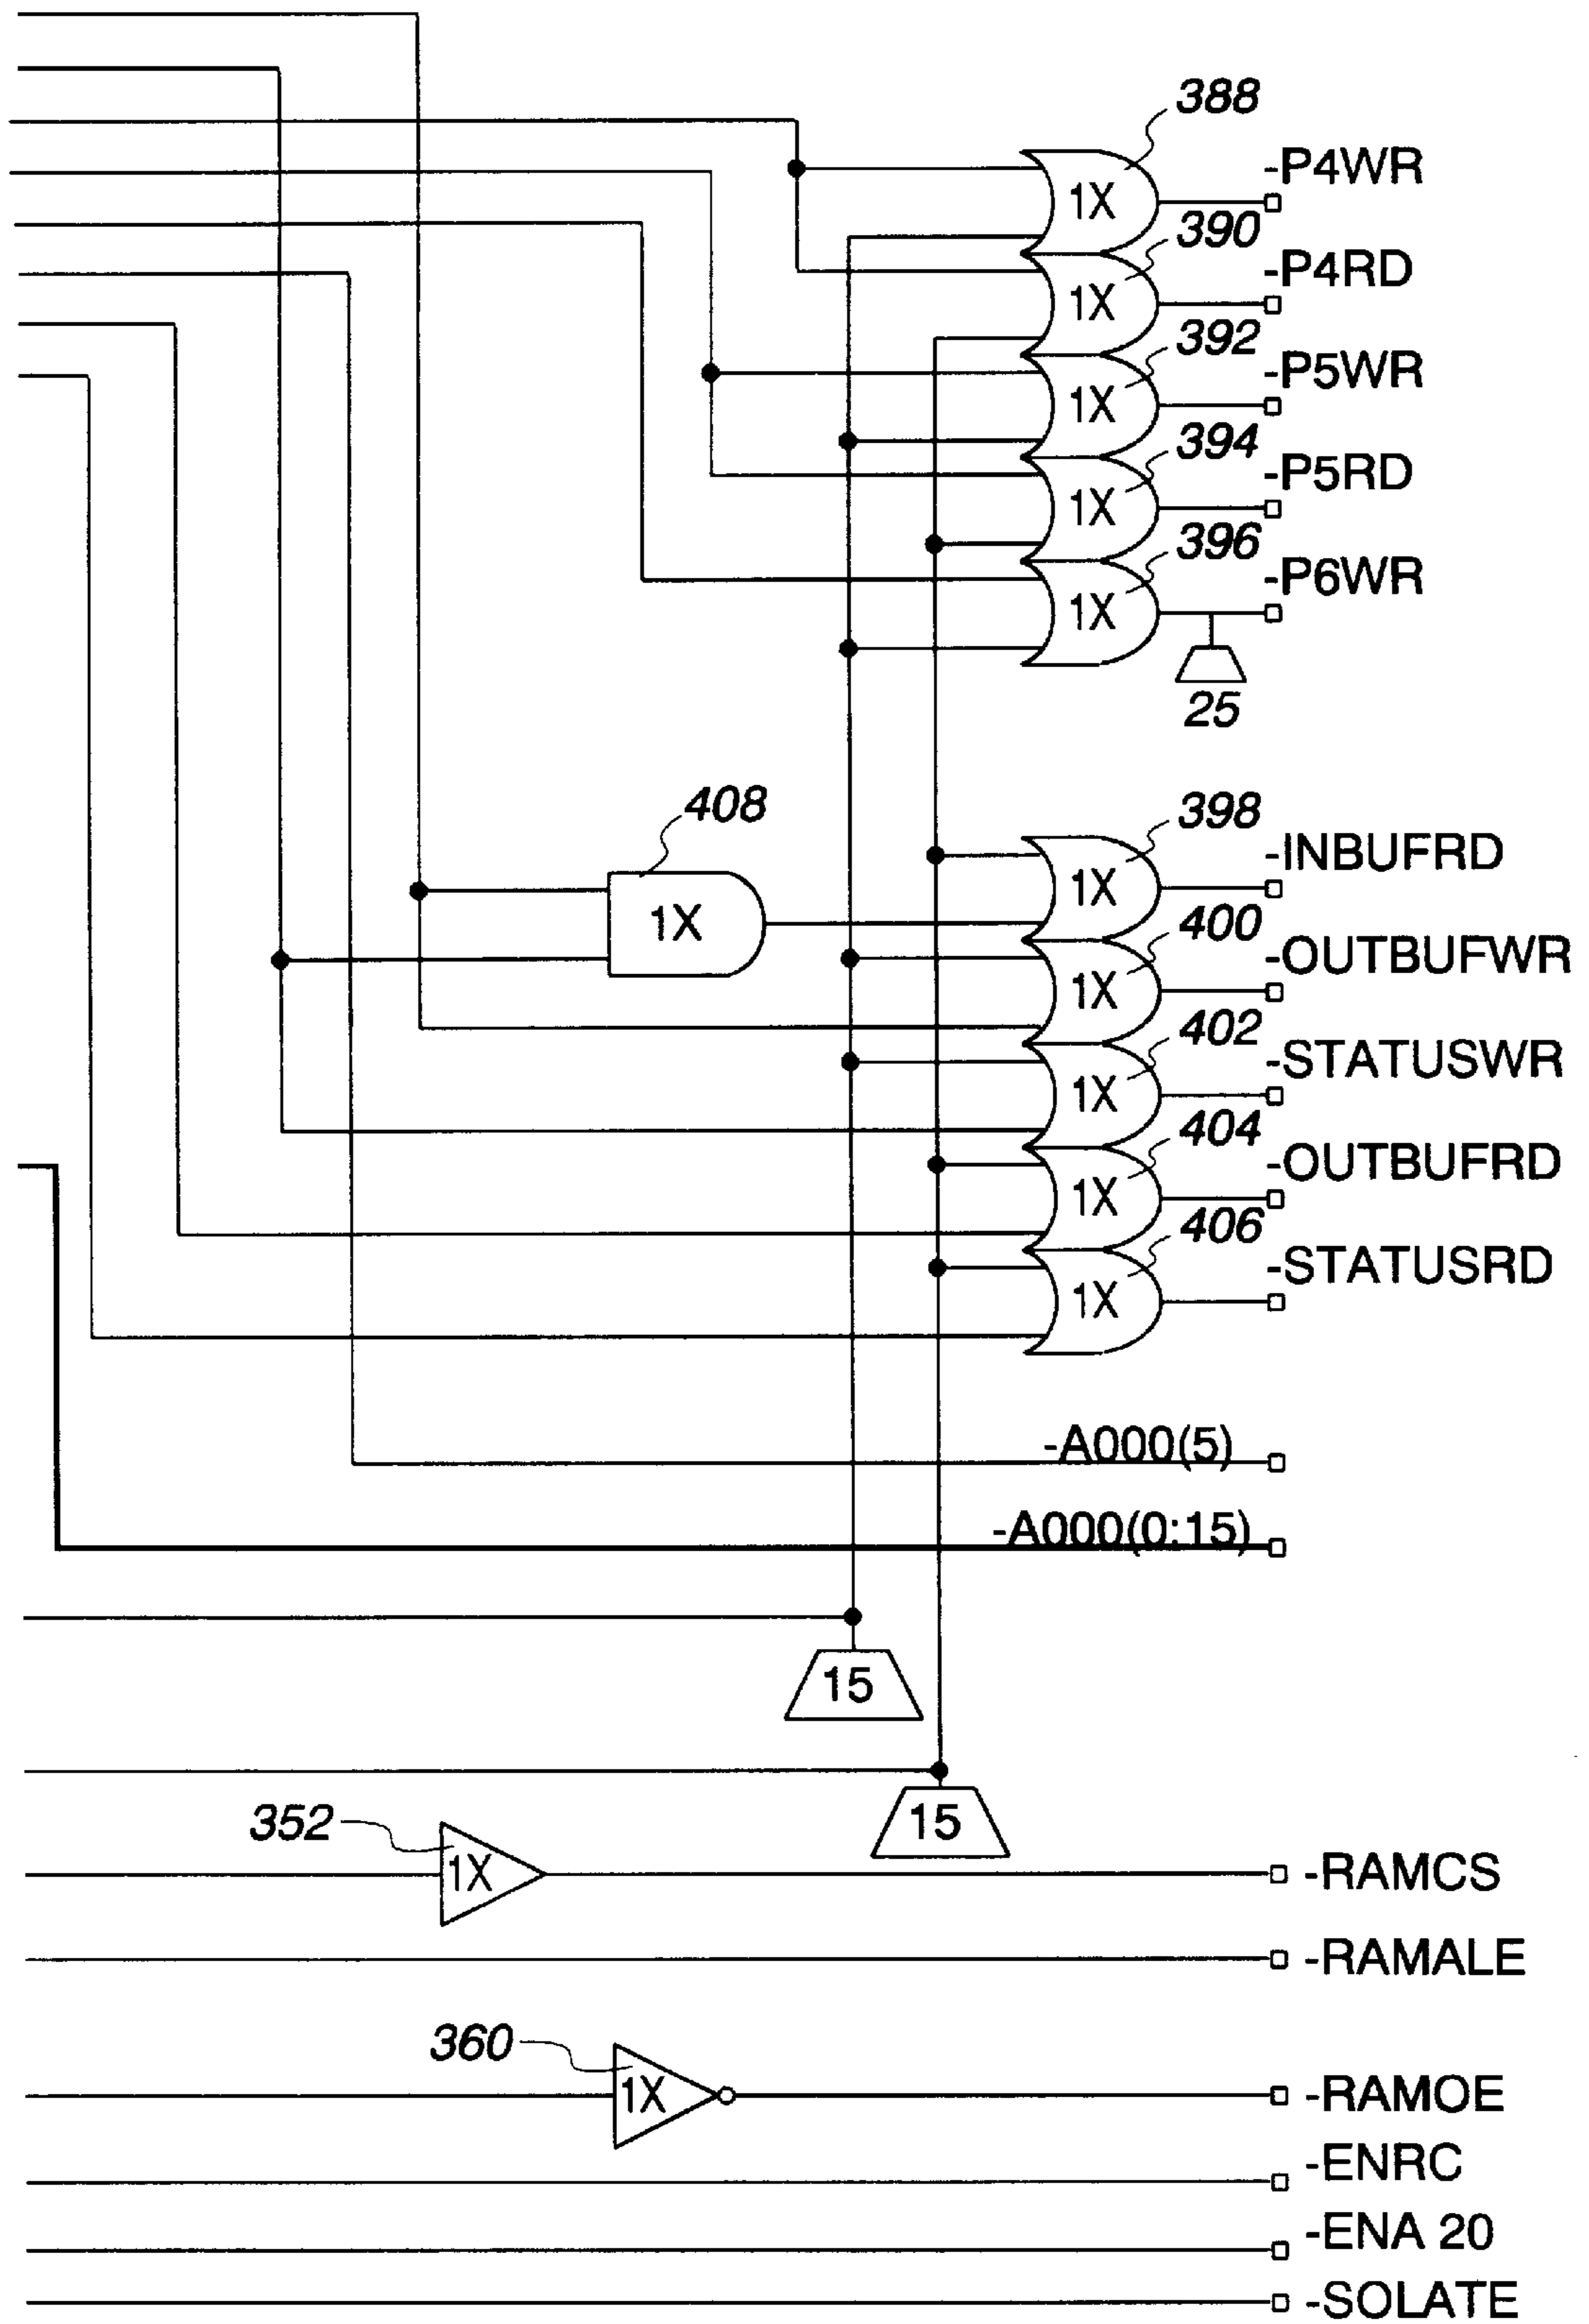 388
-P4WR
1X
390
-P4RD
1X
392
-P5WR
1X
394
-P5RD
1X
396
-P6WR
1X
25
408
1X
398
-INBUFRD
1X
400
-OUTBUFWR
1X
402
-STATUSWR
1X
404
-OUTBUFRD
1X
406
-STATUSRD
1X
-A000(5)
-A000(0:15)
15
15
352
1X
-RAMCS
-RAMALE
360
1X
-RAMOE
-ENRC
-ENA 20
-SOLATE